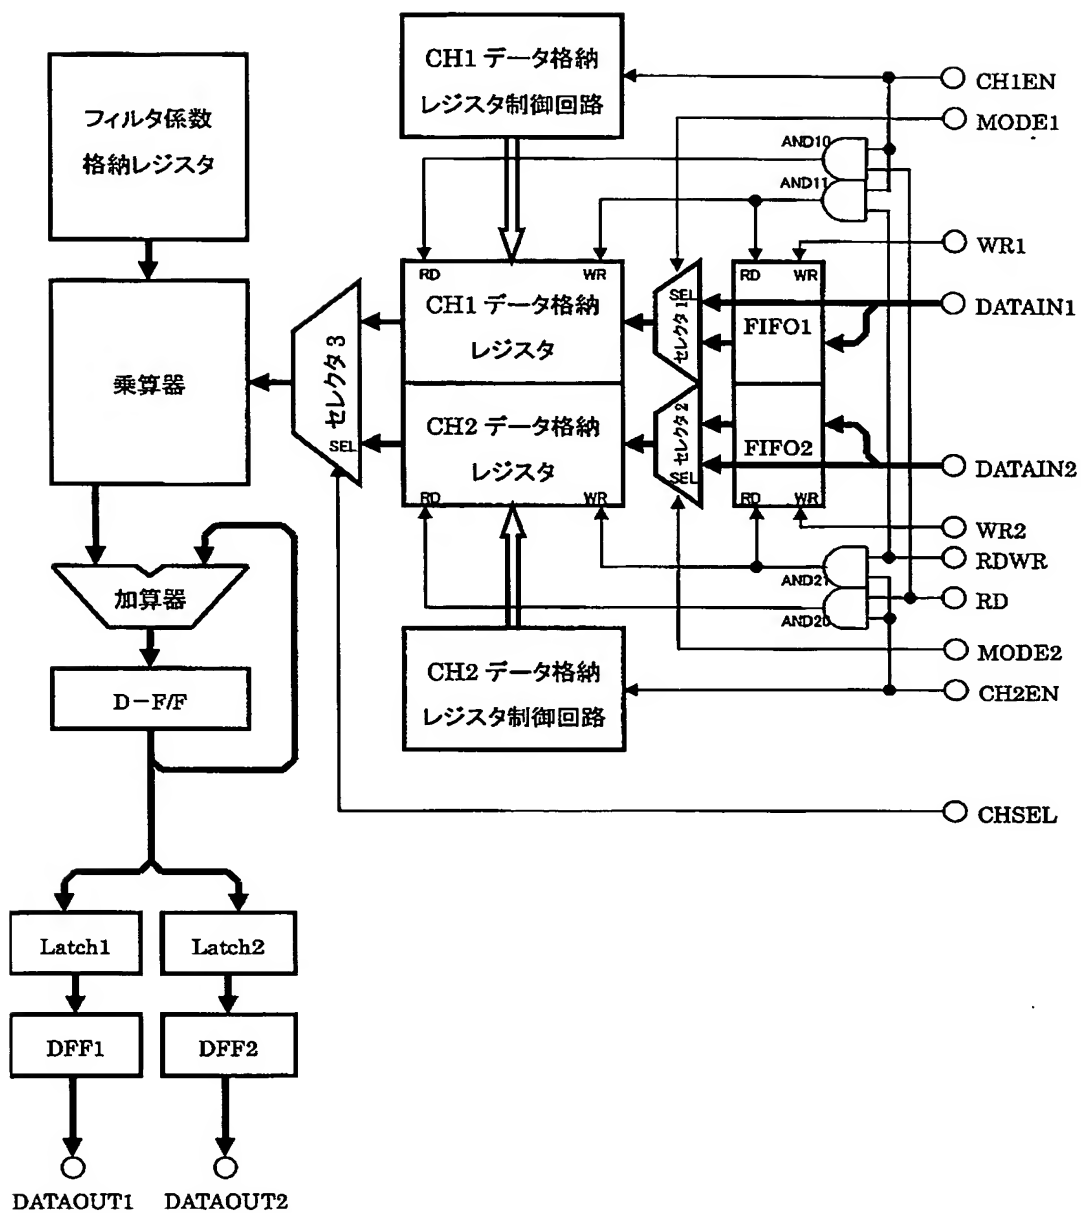 フィルタ係数
格納レジスタ
CH1 データ格納
レジスタ制御回路
CH1EN
MODE1
AND10
AND11
WR1
RD
WR
CH1 データ格納
レジスタ
SEL
セレクタ 1
RD
WR
FIFO1
DATAIN1
乗算器
セレクタ 3
SEL
CH2 データ格納
レジスタ
RD
WR
セレクタ 2
SEL
FIFO2
RD
WR
DATAIN2
WR2
RDWR
AND21
RD
AND20
MODE2
CH2 データ格納
レジスタ制御回路
CH2EN
加算器
D－F/F
CHSEL
Latch1
Latch2
DFF1
DFF2
DATAOUT1
DATAOUT2